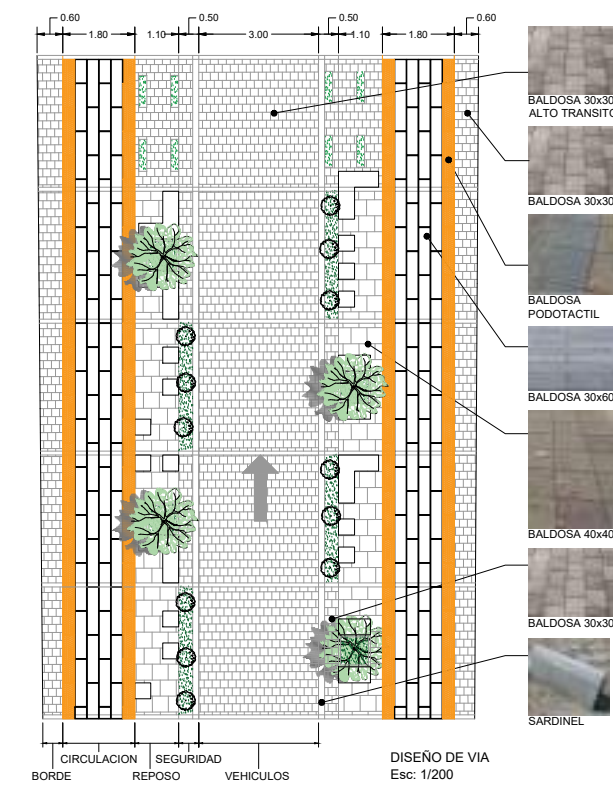 0.60
0.50
0.50
0.60
1.80
1.10
3.00
1.10
1.80
BALDOSA 30x30
ALTO TRANSITO
BALDOSA 30x30
BALDOSA
PODOTACTIL
BALDOSA 30x60
BALDOSA 40x40
BALDOSA 30x30
SARDINEL
CIRCULACION
SEGURIDAD
BORDE
REPOSO
VEHICULOS
DISEÑO DE VIA
Esc: 1/200